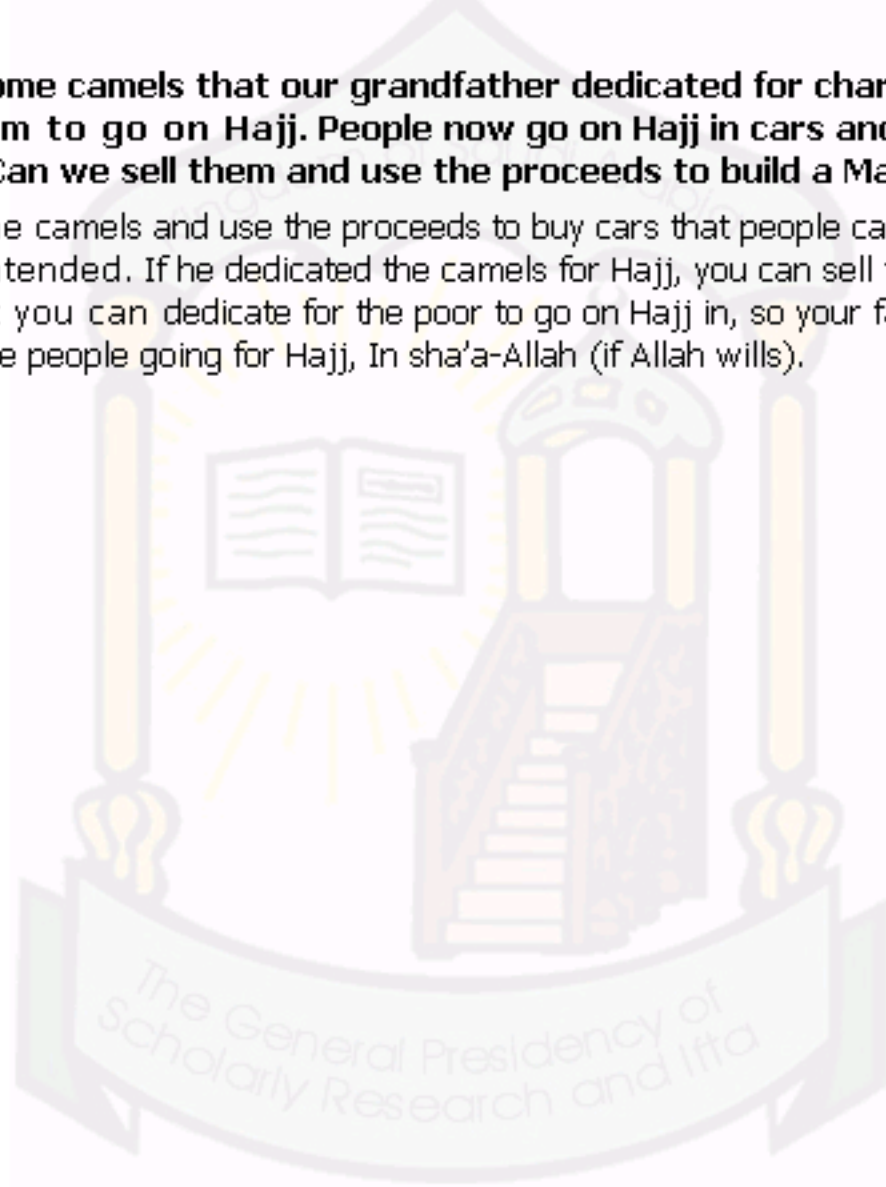 ome camels that our grandfather dedicated for char
m to go on Hajj. People now go on Hajj in cars and
Can we sell them and use the proceeds to build a Ma
e camels and use the proceeds to buy cars that people ca
tended. If he dedicated the camels for Hajj, you can sell
you can dedicate for the poor to go on Hajj in, so your fa
e people going for Hajj, In sha'a-Allah (if Allah wills).
Kingdom of Saudi Arabia
The General Presidency of
Scholarly Research and Ifta